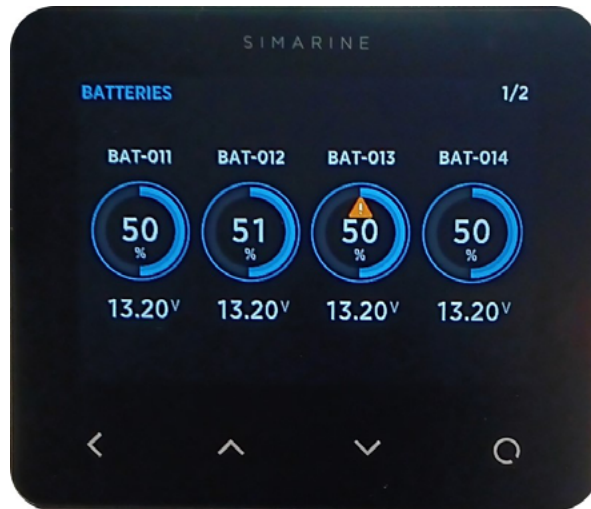 SIMARINE
BATTERIES 1/2
BAT-011 BAT-012 BAT-013 BAT-014
50 51 50 50
% % % %
13.20V 13.20V 13.20V 13.20V